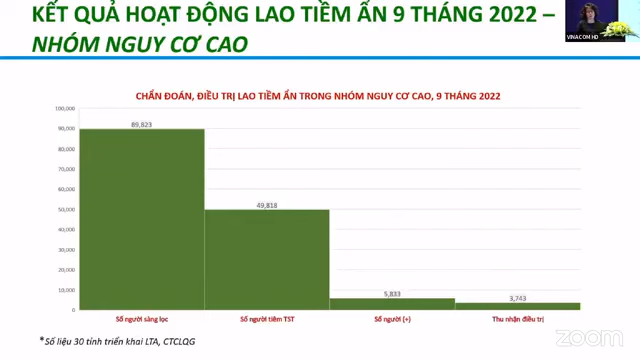 KẾT QUẢ HOẠT ĐỘNG LAO TIỀM ẨN 9 THÁNG 2022 –
NHÓM NGUY CƠ CAO
VINACOM HD
CHẨN ĐOÁN, ĐIỀU TRỊ LAO TIỀM ẨN TRONG NHÓM NGUY CƠ CAO, 9 THÁNG 2022
100,000
90,000
80,000
70,000
60,000
50,000
40,000
30,000
20,000
10,000
0
89,823
49,818
5,833
3,743
Số người sàng lọc
Số người tiêm TST
Số người (+)
Thu nhận điều trị
*Số liệu 30 tỉnh triển khai LTA, CTCLQG
zoom